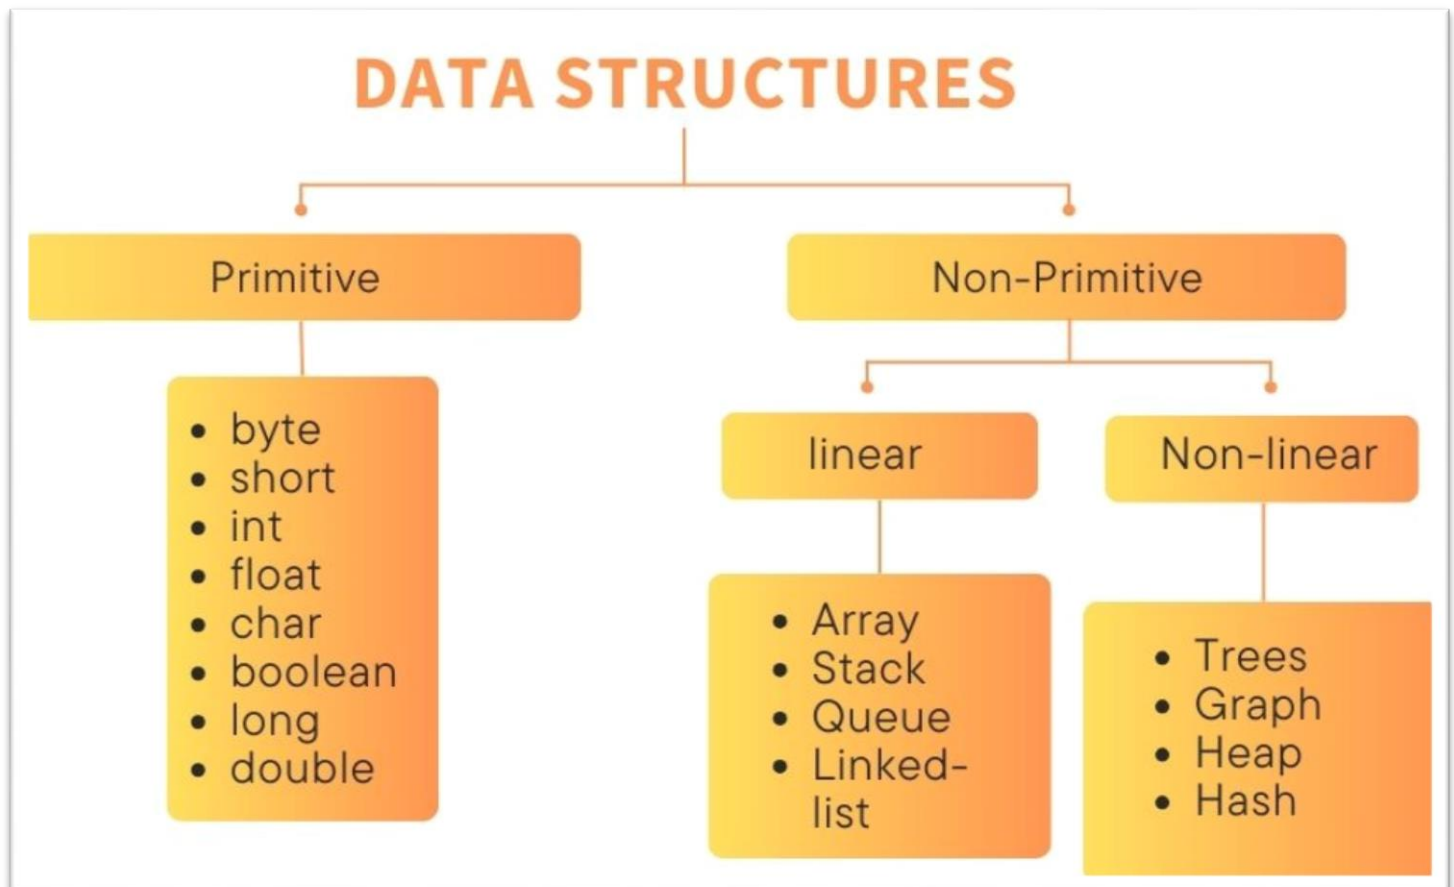 DATA STRUCTURES
Primitive
Non-Primitive
byte
short
int
float
char
boolean
long
double
linear
Non-linear
Array
Stack
Queue
Linked-
list
Trees
Graph
Heap
Hash